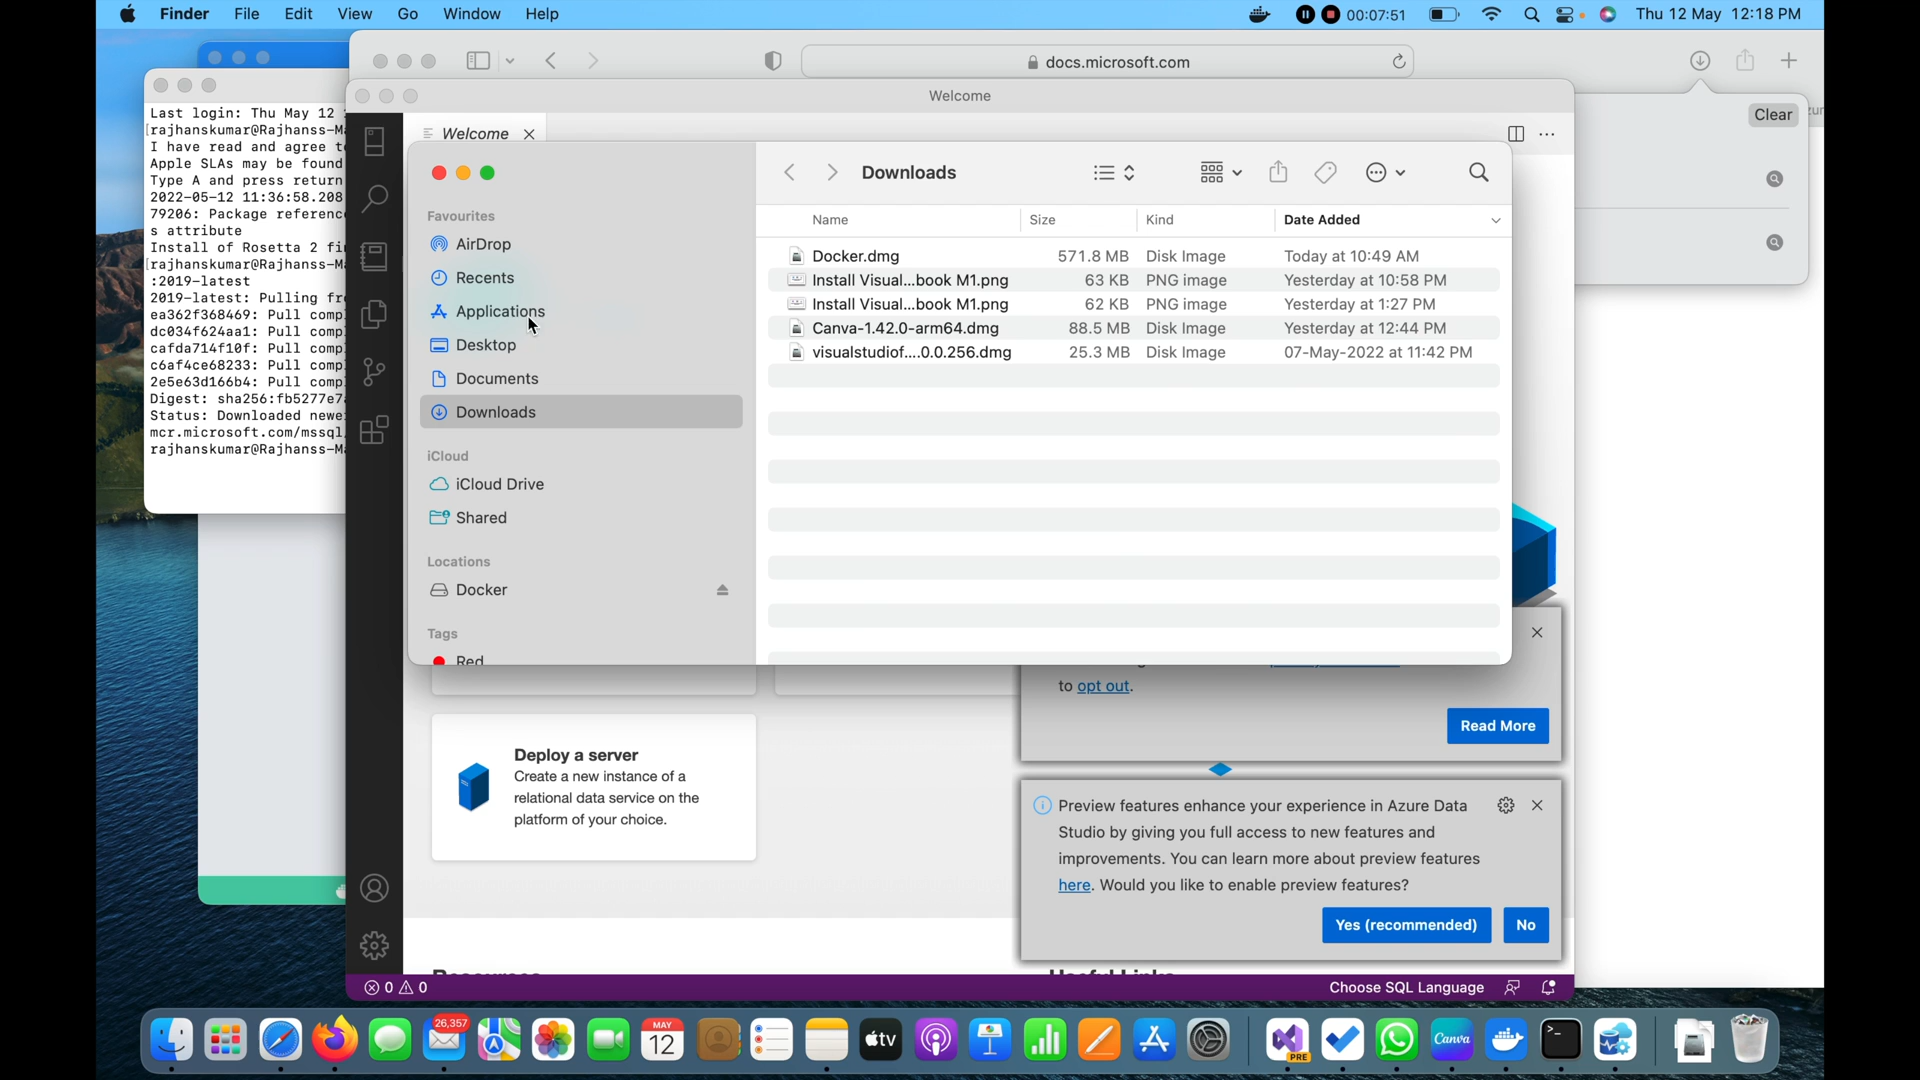 Finder File Edit View Go Window Help
00:07:51 Thu 12 May 12:18 PM
docs.microsoft.com
Last login: Thu May 12
rajhanskumar@Rajhanss-Ma
I have read and agree t
Apple SLAs may be found
Type A and press return
2022-05-12 11:36:58.208
79206: Package referenc
s attribute
Install of Rosetta 2 fi
[rajhanskumar@Rajhanss-Ma
:2019-latest
2019-latest: Pulling fr
ea362f368469: Pull comp
dc034f624aa1: Pull comp
cafda714f10f: Pull comp
c6af4ce68233: Pull comp
2e5e63d166b4: Pull comp
Digest: sha256:fb5277e7
Status: Downloaded newe
mcr.microsoft.com/mssql
rajhanskumar@Rajhanss-Ma
Welcome
Welcome
Clear
Favourites
AirDrop
Recents
Applications
Desktop
Documents
Downloads
iCloud
iCloud Drive
Shared
Locations
Docker
Tags
Red
Downloads
Name Size Kind Date Added
Docker.dmg 571.8 MB Disk Image Today at 10:49 AM
Install Visual...book M1.png 63 KB PNG image Yesterday at 10:58 PM
Install Visual...book M1.png 62 KB PNG image Yesterday at 1:27 PM
Canva-1.42.0-arm64.dmg 88.5 MB Disk Image Yesterday at 12:44 PM
visualstudiof....0.0.256.dmg 25.3 MB Disk Image 07-May-2022 at 11:42 PM
to opt out.
Read More
Deploy a server
Create a new instance of a
relational data service on the
platform of your choice.
Preview features enhance your experience in Azure Data
Studio by giving you full access to new features and
improvements. You can learn more about preview features
here. Would you like to enable preview features?
Yes (recommended) No
Resources
Useful Links
0 0
Choose SQL Language
26,357
MAY
12
tv
PRE
Canva